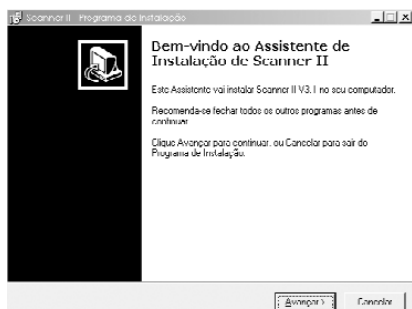 Scanner II - Programa de Instalação
Bem-vindo ao Assistente de
Instalação de Scanner II
Este Assistente vai instalar Scanner II V3.1 no seu computador.
Recomenda-se fechar todos os outros programas antes de
continuar.
Clique Avançar para continuar, ou Cancelar para sair do
Programa de Instalação.
Avançar >
Cancelar